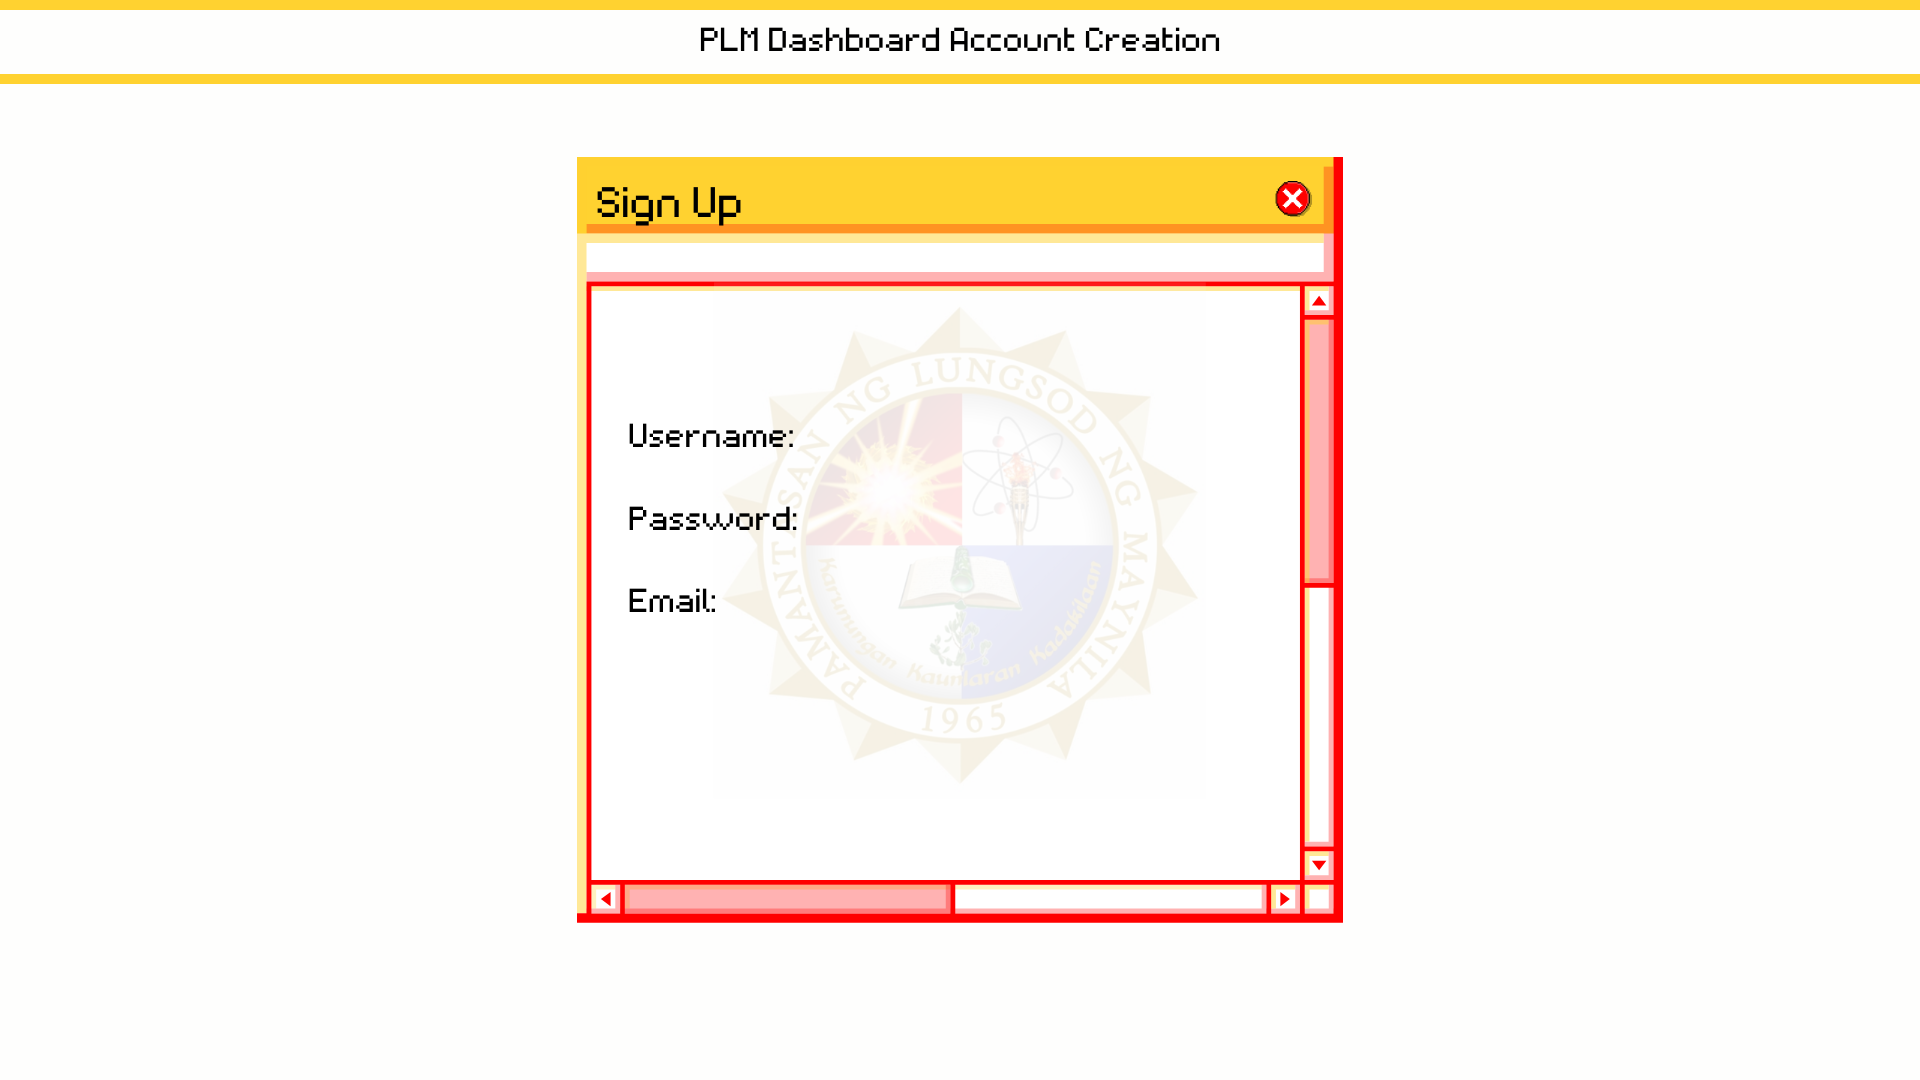 PLM Dashboard Account Creation
Sign Up
PAMANTASAN NG LUNGSOD NG MAYNILA
Username:
Password:
Email:
Karunungan Kaunlaran Kadakilaan
1965